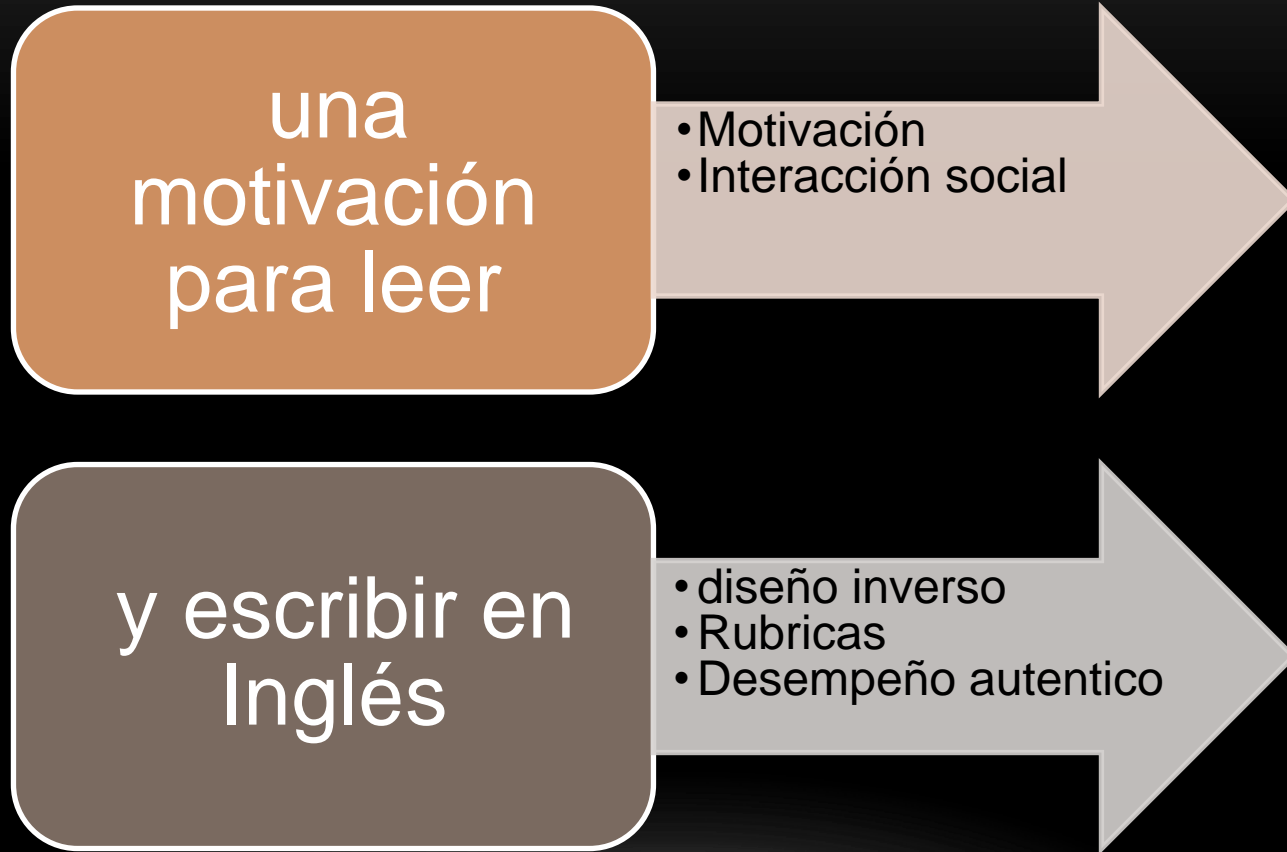 una
motivación
para leer
•Motivación
•Interacción social
y escribir en
Inglés
•diseño inverso
•Rubricas
•Desempeño autentico